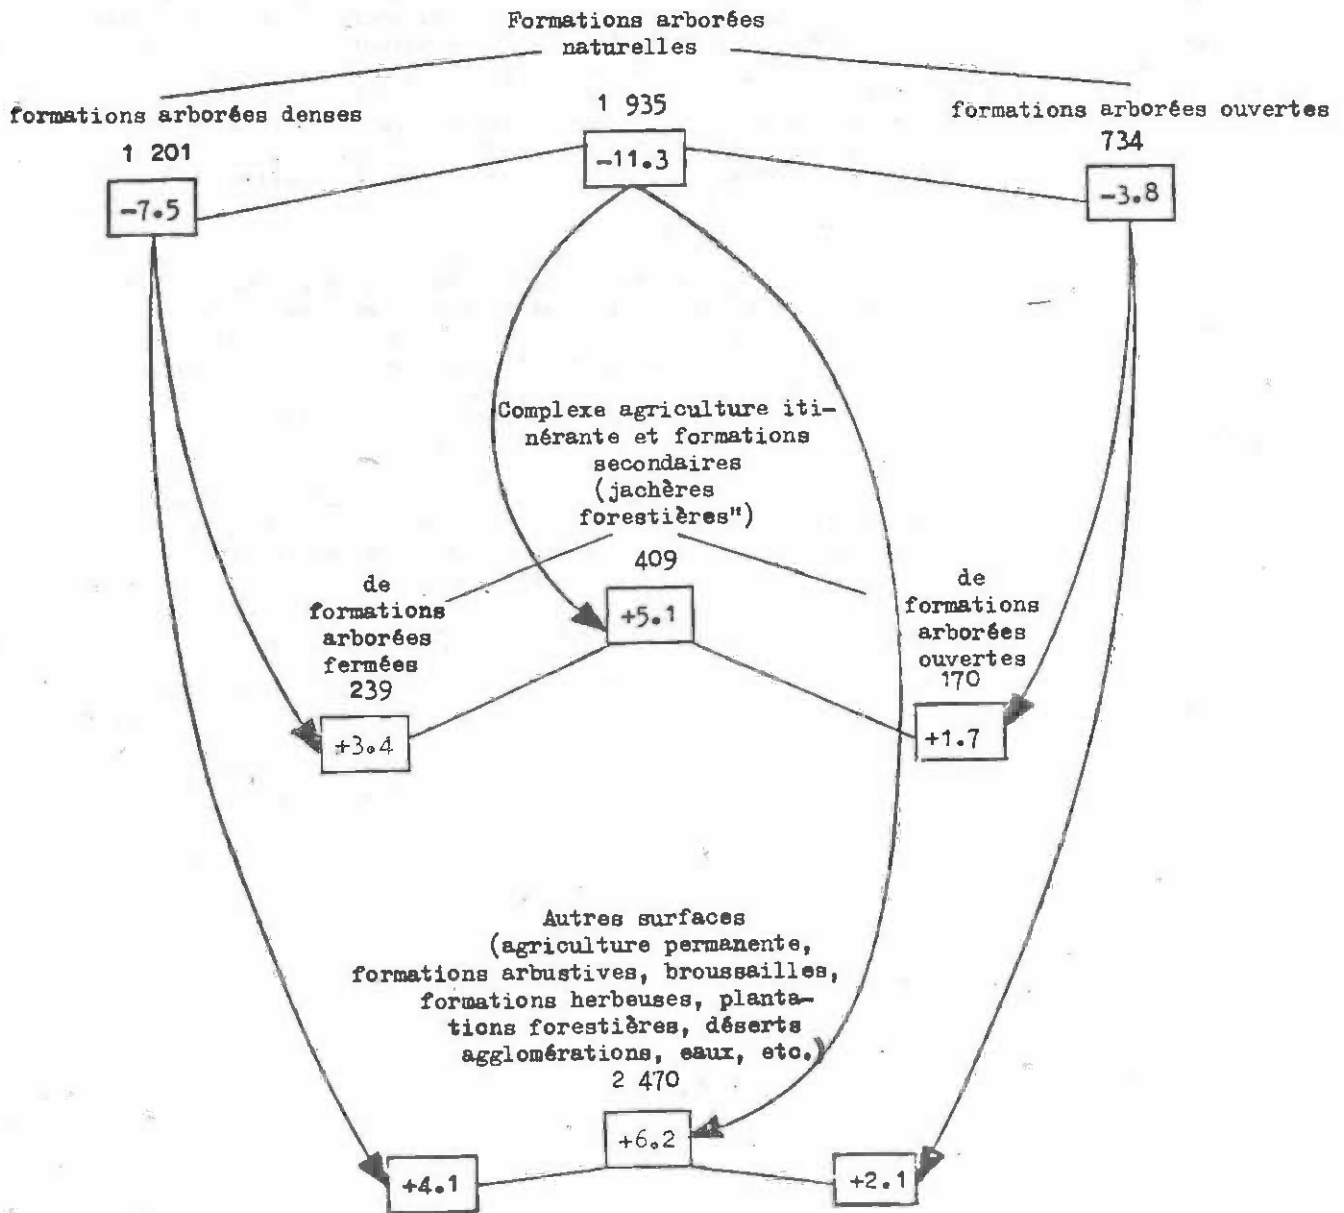 Formations arborées
naturelles
formations arborées denses
1 201
-7.5
1 935
-11.3
formations arborées ouvertes
734
-3.8
Complexe agriculture iti-
nérante et formations
secondaires
(jachères
forestières")
409
+5.1
de
formations
arborées
fermées
239
+3.4
de
formations
arborées
ouvertes
170
+1.7
Autres surfaces
(agriculture permanente,
formations arbustives, broussailles,
formations herbeuses, planta-
tions forestières, déserts
agglomérations, eaux, etc.)
2 470
+6.2
+4.1
+2.1